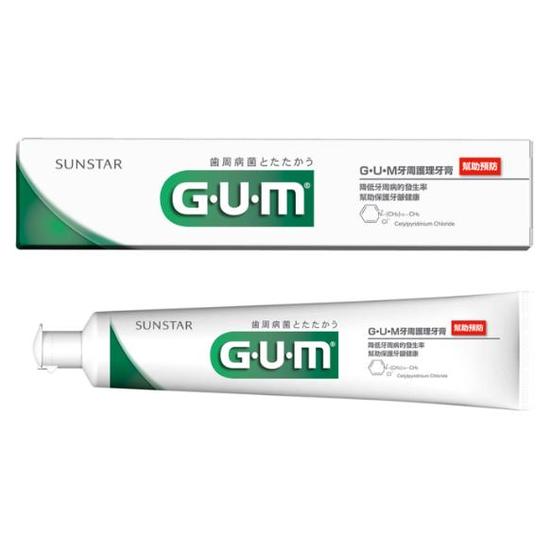 SUNSTAR
歯周病菌とたたかう
G·U·M®
G·U·M牙周護理牙膏 幫助預防
降低牙周病的發生率
幫助保護牙齦健康
N-(CH₂)₁₅-CH₃
Cl
Cetylpyridinium Chloride
SUNSTAR
歯周病菌とたたかう
G·U·M®
G·U·M牙周護理牙膏 幫助預防
降低牙周病的發生率
幫助保護牙齦健康
Cetylpyridinium Chloride